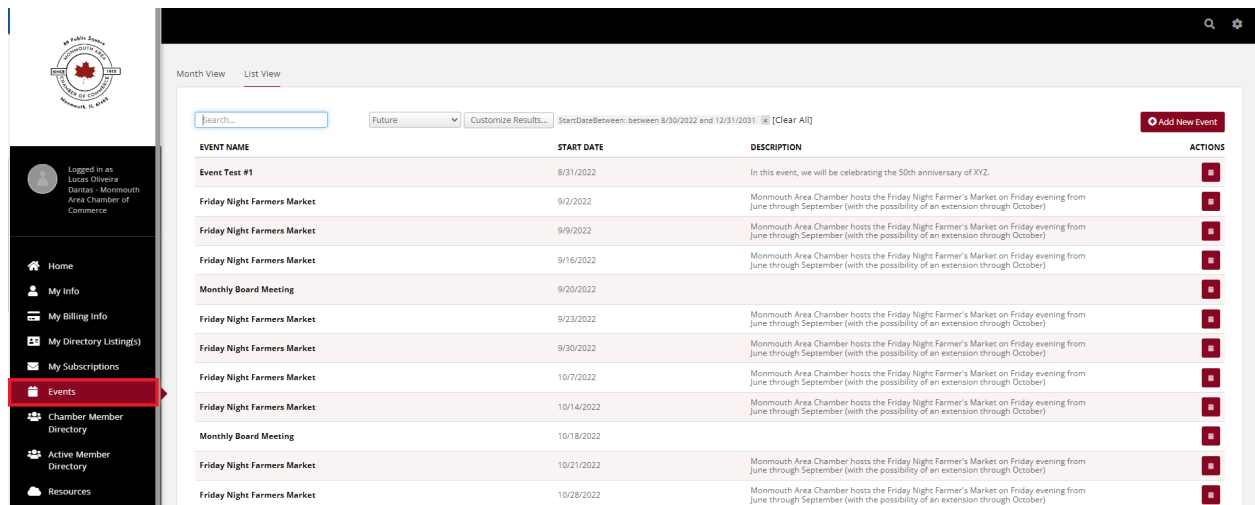 99 Public Square
MONMOUTH AREA
SINCE 1912
CHAMBER OF COMMERCE
Monmouth, IL 61462
Logged in as
Lucas Oliveira
Dantas - Monmouth
Area Chamber of
Commerce
Home
My Info
My Billing Info
My Directory Listing(s)
My Subscriptions
Events
Chamber Member
Directory
Active Member
Directory
Resources
Month View List View
Search... Future Customize Results... StartDateBetween: between 8/30/2022 and 12/31/2031 x [Clear All] Add New Event
EVENT NAME START DATE DESCRIPTION ACTIONS
Event Test #1 8/31/2022 In this event, we will be celebrating the 50th anniversary of XYZ.
Friday Night Farmers Market 9/2/2022 Monmouth Area Chamber hosts the Friday Night Farmer's Market on Friday evening from
June through September (with the possibility of an extension through October)
Friday Night Farmers Market 9/9/2022 Monmouth Area Chamber hosts the Friday Night Farmer's Market on Friday evening from
June through September (with the possibility of an extension through October)
Friday Night Farmers Market 9/16/2022 Monmouth Area Chamber hosts the Friday Night Farmer's Market on Friday evening from
June through September (with the possibility of an extension through October)
Monthly Board Meeting 9/20/2022
Friday Night Farmers Market 9/23/2022 Monmouth Area Chamber hosts the Friday Night Farmer's Market on Friday evening from
June through September (with the possibility of an extension through October)
Friday Night Farmers Market 9/30/2022 Monmouth Area Chamber hosts the Friday Night Farmer's Market on Friday evening from
June through September (with the possibility of an extension through October)
Friday Night Farmers Market 10/7/2022 Monmouth Area Chamber hosts the Friday Night Farmer's Market on Friday evening from
June through September (with the possibility of an extension through October)
Friday Night Farmers Market 10/14/2022 Monmouth Area Chamber hosts the Friday Night Farmer's Market on Friday evening from
June through September (with the possibility of an extension through October)
Monthly Board Meeting 10/18/2022
Friday Night Farmers Market 10/21/2022 Monmouth Area Chamber hosts the Friday Night Farmer's Market on Friday evening from
June through September (with the possibility of an extension through October)
Friday Night Farmers Market 10/28/2022 Monmouth Area Chamber hosts the Friday Night Farmer's Market on Friday evening from
June through September (with the possibility of an extension through October)